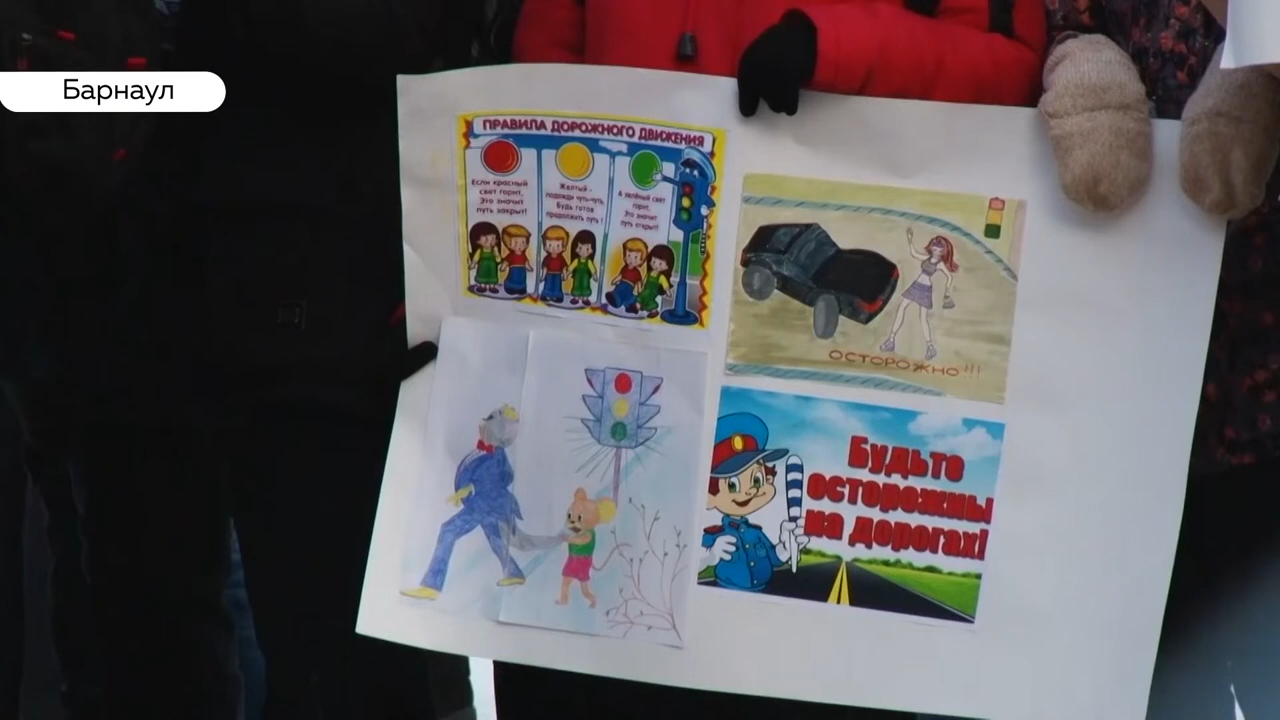 Барнаул
ПРАВИЛА ДОРОЖНОГО ДВИЖЕНИЯ
Если красный
свет горит,
Это значит
путь закрыт!
Желтый -
подожди чуть-чуть,
Будь готов
продолжить путь!
А зелёный свет
горит,
Это значит
путь открыт!
ОСТОРОЖНО!!!
Будьте
осторожны
на дорогах!